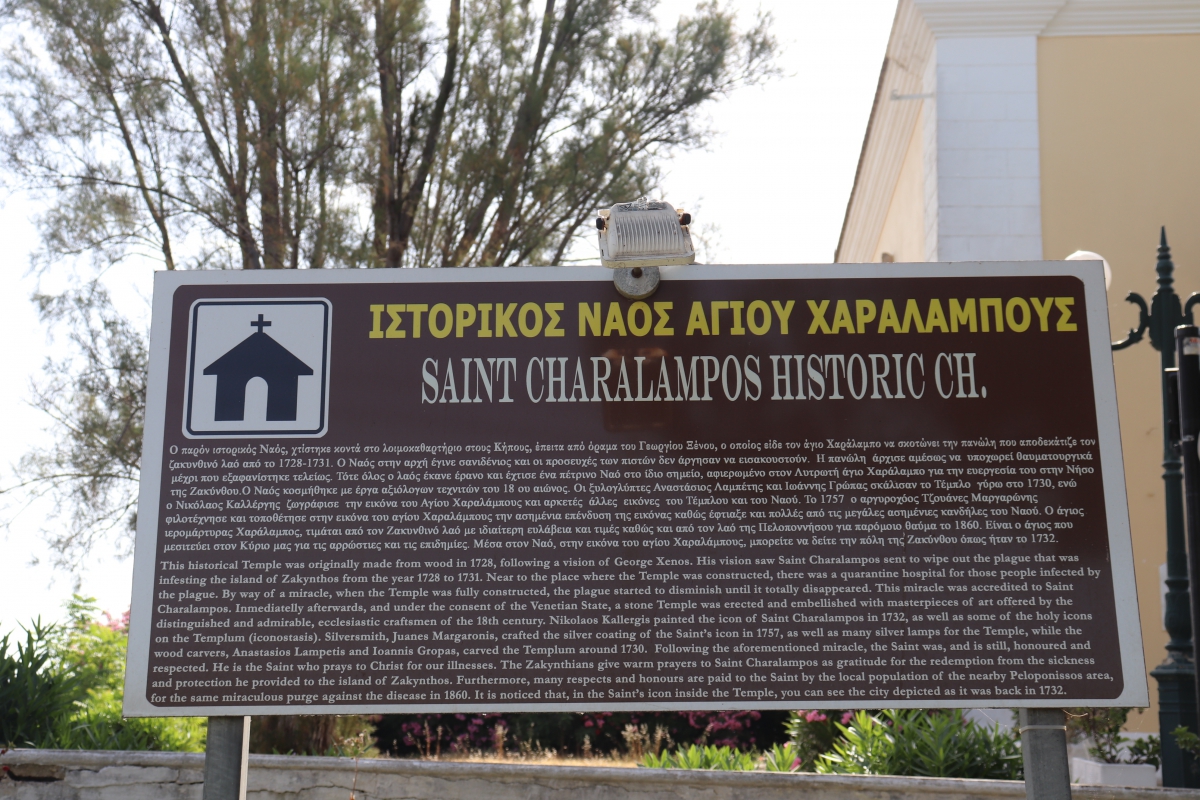 ΙΣΤΟΡΙΚΟΣ ΝΑΟΣ ΑΓΙΟΥ ΧΑΡΑΛΑΜΠΟΥΣ
SAINT CHARALAMPOS HISTORIC CH.
Ο παρόν ιστορικός Ναός, χτίστηκε κοντά στο λοιμοκαθαρτήριο στους Κήπους, έπειτα από όραμα του Γεωργίου Ξένου, ο οποίος είδε τον άγιο Χαράλαμπο να σκοτώνει την πανώλη που αποδεκάτιζε τον
ζακυνθινό λαό από το 1728-1731. Ο Ναός στην αρχή έγινε σανιδένιος και οι προσευχές των πιστών δεν άργησαν να εισακουστούν. Η πανώλη άρχισε αμέσως να υποχωρεί θαυματουργικά
μέχρι που εξαφανίστηκε τελείως. Τότε όλος ο λαός έκανε έρανο και έχτισε ένα πέτρινο Ναό στο ίδιο σημείο, αφιερωμένο στον Λυτρωτή άγιο Χαράλαμπο για την ευεργεσία του στην Νήσο
της Ζακύνθου.Ο Ναός κοσμήθηκε με έργα αξιόλογων τεχνιτών του 18 ου αιώνος. Οι ξυλογλύπτες Αναστάσιος Λαμπέτης και Ιωάννης Γρώπας σκάλισαν το Τέμπλο γύρω στο 1730, ενώ
ο Νικόλαος Καλλέργης ζωγράφισε την εικόνα του Αγίου Χαραλάμπους και αρκετές άλλες εικόνες του Τέμπλου και του Ναού. Το 1757 ο αργυροχόος Τζουάνες Μαργαρώνης
φιλοτέχνησε και τοποθέτησε στην εικόνα του αγίου Χαραλάμπους την ασημένια επένδυση της εικόνας καθώς έφτιαξε και πολλές από τις μεγάλες ασημένιες κανδήλες του Ναού. Ο άγιος
ιερομάρτυρας Χαράλαμπος, τιμάται από τον Ζακυνθινό λαό με ιδιαίτερη ευλάβεια και τιμές καθώς και από τον λαό της Πελοποννήσου για παρόμοιο θαύμα το 1860. Είναι ο άγιος που
μεσιτεύει στον Κύριο μας για τις αρρώστιες και τις επιδημίες. Μέσα στον Ναό, στην εικόνα του αγίου Χαραλάμπους, μπορείτε να δείτε την πόλη της Ζακύνθου όπως ήταν το 1732.
This historical Temple was originally made from wood in 1728, following a vision of George Xenos. His vision saw Saint Charalampos sent to wipe out the plague that was
infesting the island of Zakynthos from the year 1728 to 1731. Near to the place where the Temple was constructed, there was a quarantine hospital for those people infected by
the plague. By way of a miracle, when the Temple was fully constructed, the plague started to disminish until it totally disappeared. This miracle was accredited to Saint
Charalampos. Inmediatelly afterwards, and under the consent of the Venetian State, a stone Temple was erected and embellished with masterpieces of art offered by the
distinguished and admirable, ecclesiastic craftsmen of the 18th century. Nikolaos Kallergis painted the icon of Saint Charalampos in 1732, as well as some of the holy icons
on the Templum (iconostasis). Silversmith, Juanes Margaronis, crafted the silver coating of the Saint's icon in 1757, as well as many silver lamps for the Temple, while the
wood carvers, Anastasios Lampetis and Ioannis Gropas, carved the Templum around 1730. Following the aforementioned miracle, the Saint was, and is still, honoured and
respected. He is the Saint who prays to Christ for our illnesses. The Zakynthians give warm prayers to Saint Charalampos as gratitude for the redemption from the sickness
and protection he provided to the island of Zakynthos. Furthermore, many respects and honours are paid to the Saint by the local population of the nearby Peloponissos area,
for the same miraculous purge against the disease in 1860. It is noticed that, in the Saint's icon inside the Temple, you can see the city depicted as it was back in 1732.